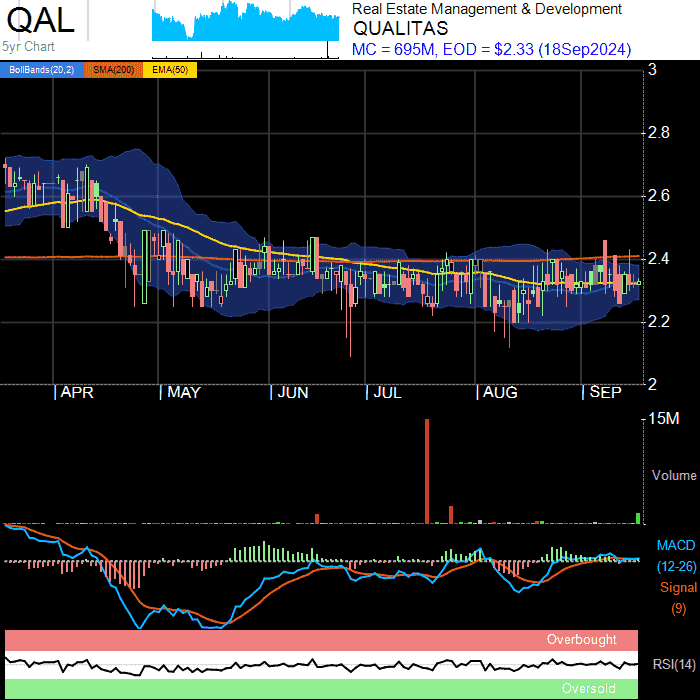 QAL
5yr Chart
Real Estate Management & Development
QUALITAS
MC = 695M, EOD = $2.33 (18Sep2024)
BollBands(20,2) SMA(200) EMA(50)
3
2.8
2.6
2.4
2.2
2
APR MAY JUN JUL AUG SEP
15M
Volume
MACD
(12-26)
Signal
(9)
Overbought
RSI(14)
Oversold